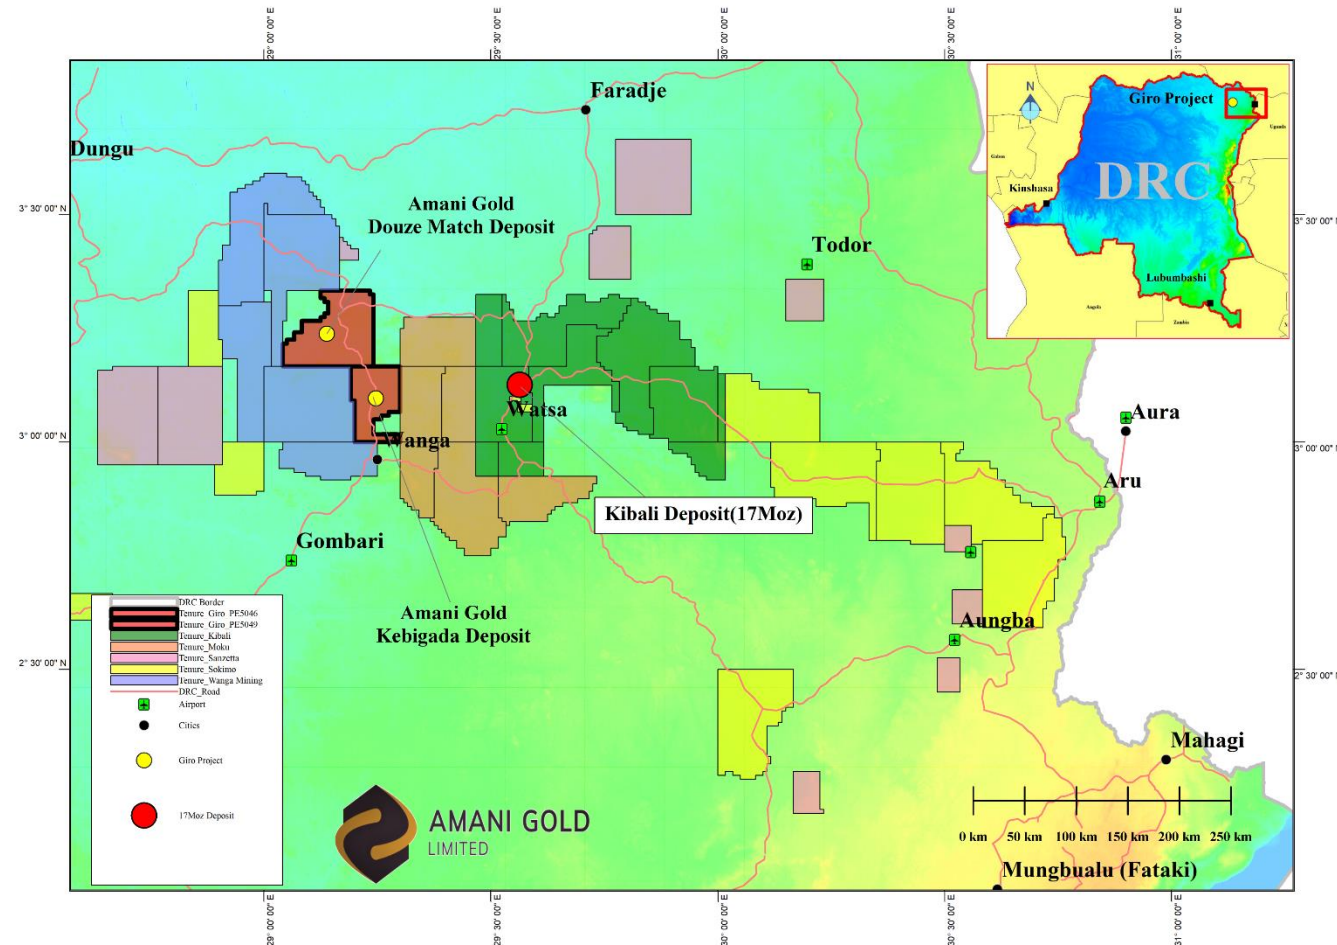 29° 00' 00" E
29° 30' 00" E
30° 00' 00" E
30° 30' 00" E
31° 00' 00" E
Faradje
Dungu
Amani Gold
Douze Match Deposit
Todor
3° 30' 00" N
3° 30' 00" N
N
Giro Project
Uganda
Gabon
DRC
Kinshasa
Lubumbashi
Angola
Zambia
Watsa
Wanga
Aura
3° 00' 00" N
3° 00' 00" N
Aru
Kibali Deposit(17Moz)
Gombari
Amani Gold
Kebigada Deposit
Aungba
2° 30' 00" N
2° 30' 00" N
DRC Border
Tenure_Giro_PE5046
Tenure_Giro_PE5049
Tenure_Kibali
Tenure_Moku
Tenure_Sanzetta
Tenure_Sokimo
Tenure_Wanga Mining
DRC_Road
Airport
Cities
Giro Project
17Moz Deposit
AMANI GOLD
LIMITED
Mahagi
0 km 50 km 100 km 150 km 200 km 250 km
Mungbualu (Fataki)
29° 00' 00" E
29° 30' 00" E
30° 00' 00" E
30° 30' 00" E
31° 00' 00" E